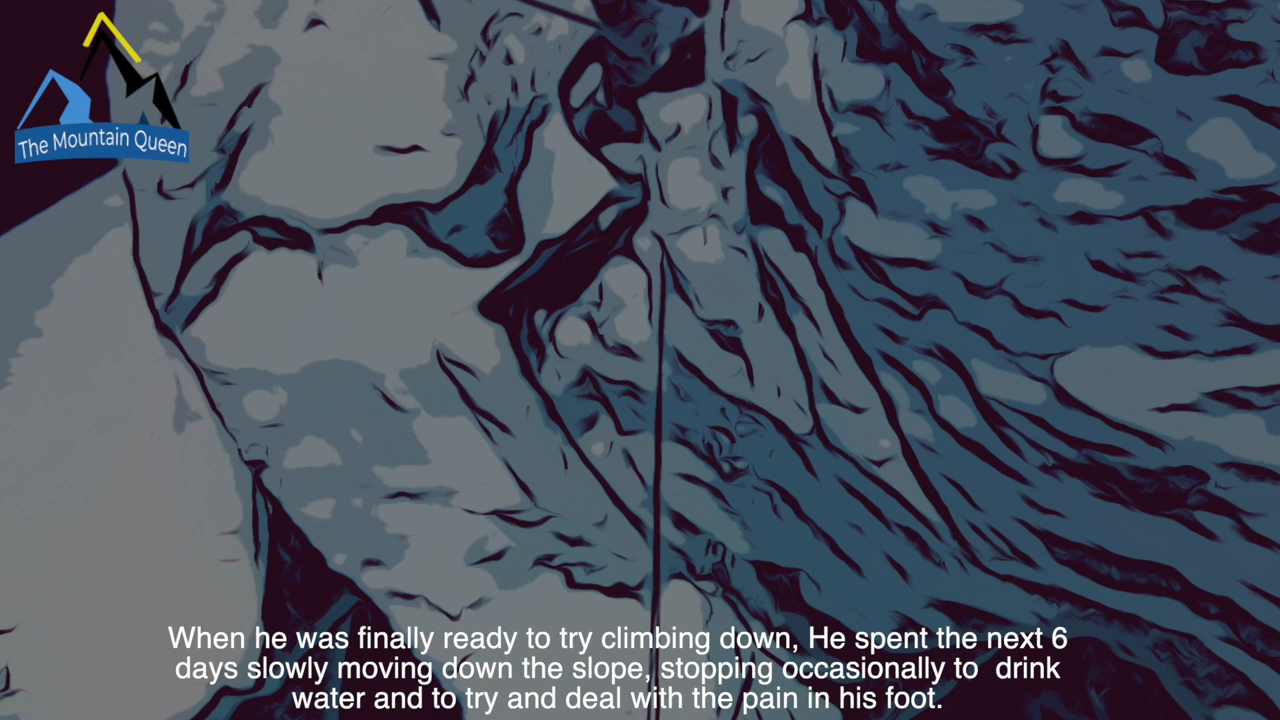 The Mountain Queen
When he was finally ready to try climbing down, He spent the next 6
days slowly moving down the slope, stopping occasionally to  drink
water and to try and deal with the pain in his foot.